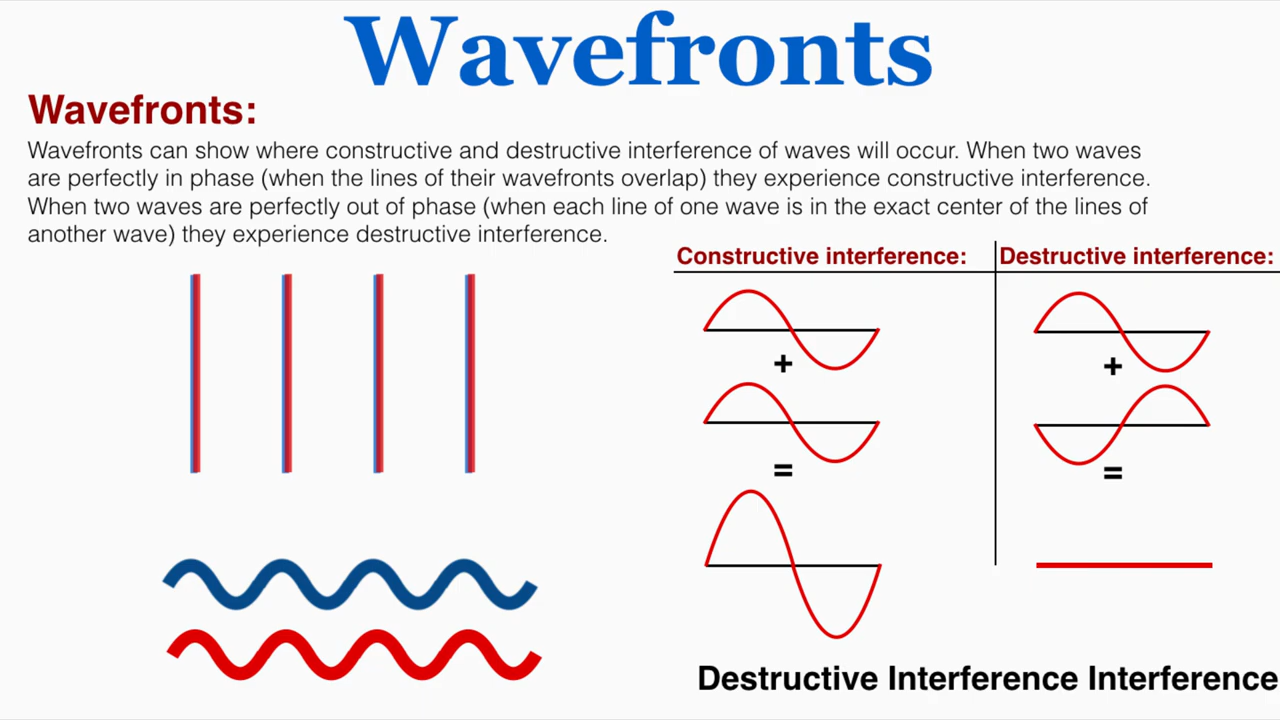 Wavefronts
Wavefronts:
Wavefronts can show where constructive and destructive interference of waves will occur. When two waves
are perfectly in phase (when the lines of their wavefronts overlap) they experience constructive interference.
When two waves are perfectly out of phase (when each line of one wave is in the exact center of the lines of
another wave) they experience destructive interference.
Constructive interference:
+
=
Destructive interference:
+
=
Destructive Interference Interference